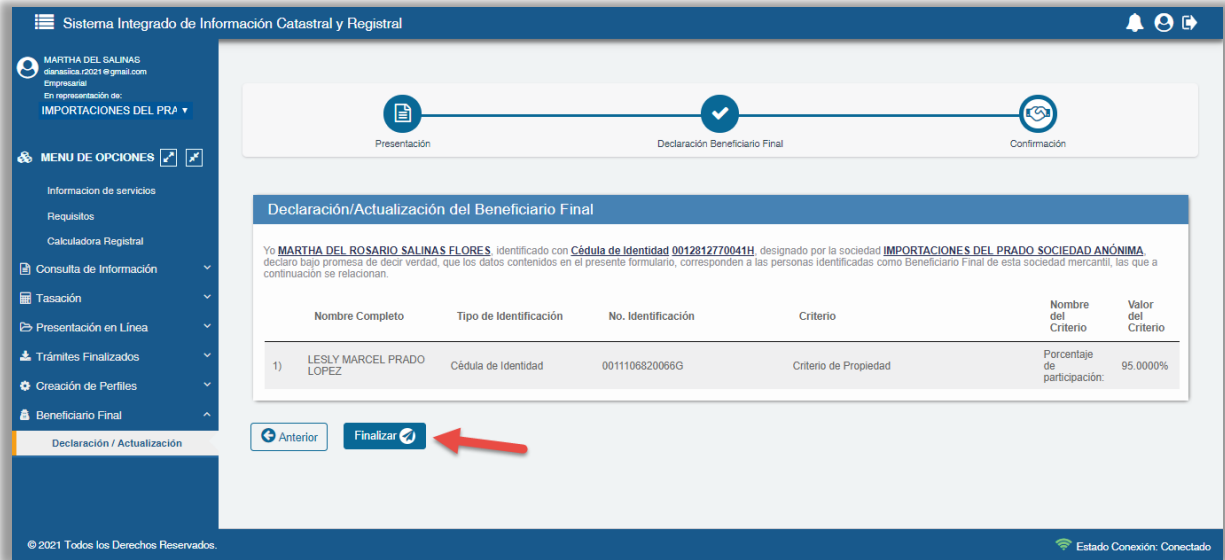 Sistema Integrado de Información Catastral y Registral
MARTHA DEL SALINAS
dianasiica.r2021@gmail.com
Empresarial
En representación de:
IMPORTACIONES DEL PRA
MENU DE OPCIONES
Informacion de servicios
Requisitos
Calculadora Registral
Consulta de Información
Tasación
Presentación en Línea
Trámites Finalizados
Creación de Perfiles
Beneficiario Final
Declaración / Actualización
Presentación
Declaración Beneficiario Final
Confirmación
Declaración/Actualización del Beneficiario Final
Yo MARTHA DEL ROSARIO SALINAS FLORES, identificado con Cédula de Identidad 0012812770041H, designado por la sociedad IMPORTACIONES DEL PRADO SOCIEDAD ANÓNIMA,
declaro bajo promesa de decir verdad, que los datos contenidos en el presente formulario, corresponden a las personas identificadas como Beneficiario Final de esta sociedad mercantil, las que a
continuación se relacionan.
Nombre Completo Tipo de Identificación No. Identificación Criterio Nombre del Criterio Valor del Criterio
1) LESLY MARCEL PRADO LOPEZ Cédula de Identidad 0011106820066G Criterio de Propiedad Porcentaje de participación: 95.0000%
Anterior
Finalizar
© 2021 Todos los Derechos Reservados.
Estado Conexión: Conectado